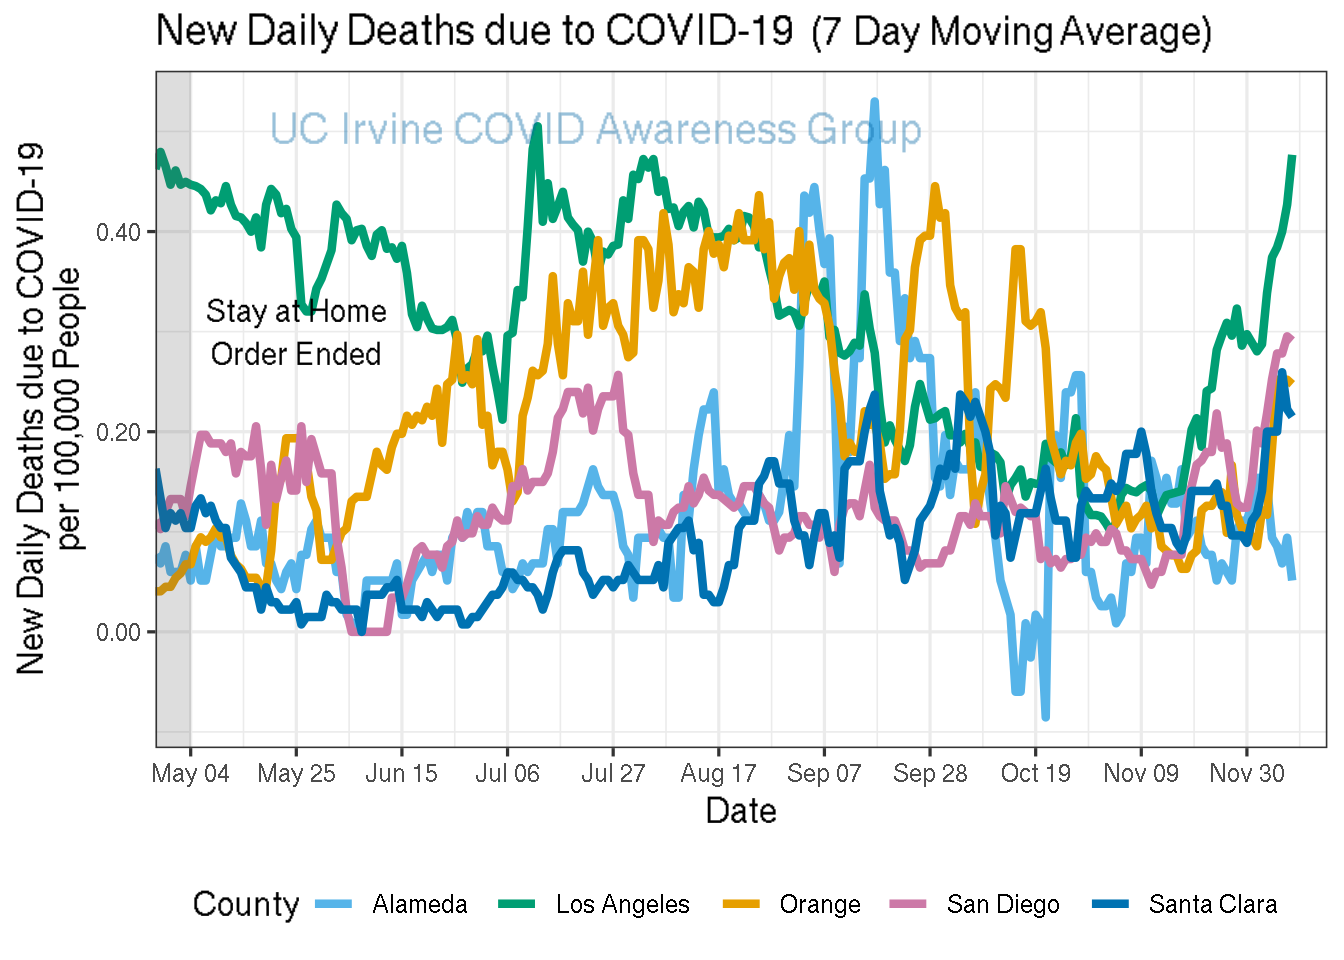 New Daily Deaths due to COVID-19 (7 Day Moving Average)
New Daily Deaths due to COVID-19
per 100,000 People
UC Irvine COVID Awareness Group
0.40
Stay at Home
Order Ended
0.20
0.00
May 04 May 25 Jun 15 Jul 06 Jul 27 Aug 17 Sep 07 Sep 28 Oct 19 Nov 09 Nov 30
Date
County Alameda Los Angeles Orange San Diego Santa Clara